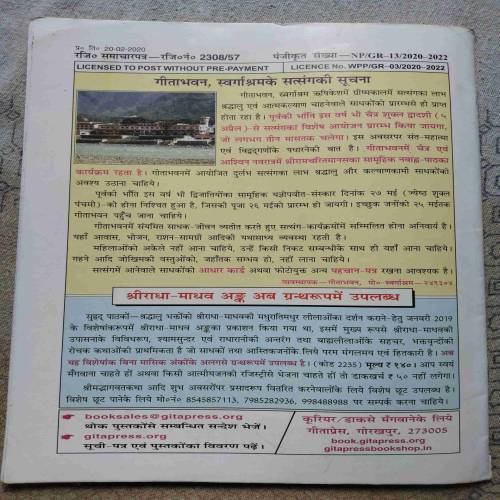 प्र० ति० 20-02-2020
रजि० समाचारपत्र—रजि०नं० 2308/57 पंजीकृत संख्या—NP/GR-13/2020-2022
LICENSED TO POST WITHOUT PRE-PAYMENT LICENCE No. WPP/GR-03/2020-2022
गीताभवन, स्वर्गाश्रमके सत्संगकी सूचना
गीताभवन, स्वर्गाश्रम ऋषिकेशमें ग्रीष्मकालमें सत्संगका लाभ
श्रद्धालु एवं आत्मकल्याण चाहनेवाले साधकोंको प्रारम्भसे ही प्राप्त
होता रहा है। पूर्वकी भाँति इस वर्ष भी चैत्र शुक्ल द्वादशी (५
अप्रैल)-से सत्संगका विशेष आयोजन प्रारम्भ किया जायगा,
जो लगभग तीन मासतक चलेगा। इस अवसरपर संत-महात्मा
एवं विद्वद्गणोंके पधारनेकी बात है। गीताभवनमें चैत्र एवं
आश्विन नवरात्रमें श्रीरामचरितमानसका सामूहिक नवाह्न-पाठका
कार्यक्रम रहता है। गीताभवनमें आयोजित दुर्लभ सत्संगका लाभ श्रद्धालु और कल्याणकामी साधकोंको
अवश्य उठाना चाहिये।
पूर्वकी भाँति इस वर्ष भी द्विजातियोंका सामूहिक यज्ञोपवीत-संस्कार दिनांक २७ मई (ज्येष्ठ शुक्ल
पंचमी)-को होना निश्चित हुआ है, जिसकी पूजा २६ मईको प्रारम्भ हो जायगी। इच्छुक जनोंको २५ मईतक
गीताभवन पहुँच जाना चाहिये।
गीताभवनमें संयमित साधक-जीवन व्यतीत करते हुए सत्संग-कार्यक्रमोंमें सम्मिलित होना अनिवार्य है।
यहाँ आवास, भोजन, राशन-सामग्री आदिकी यथासाध्य व्यवस्था रहती है।
महिलाओंको अकेले नहीं आना चाहिये, उन्हें किसी निकट सम्बन्धीके साथ ही यहाँ आना चाहिये।
गहने आदि जोखिमकी वस्तुओंको, जहाँतक सम्भव हो, नहीं लाना चाहिये।
सत्संगमें आनेवाले साधकोंको आधार कार्ड अथवा फोटोयुक्त अन्य पहचान-पत्र रखना आवश्यक है।
व्यवस्थापक—गीताभवन, पो०-स्वर्गाश्रम—२४९३०४
श्रीराधा-माधव अङ्क अब ग्रन्थरूपमें उपलब्ध
सुहृद् पाठकों—श्रद्धालु भक्तोंको श्रीराधा-माधवकी मधुरातिमधुर लीलाओंका दर्शन कराने-हेतु जनवरी 2019
के विशेषांकरूपमें श्रीराधा-माधव अङ्कका प्रकाशन किया गया था, इसमें मुख्य रूपसे श्रीराधा-माधवकी
उपासनाके विविधरूप, श्यामसुन्दर एवं राधारानीकी अन्तरंग तथा बाह्यलीलाओंके सहचर, भक्तवृन्दोंकी
रोचक कथाओंको प्राथमिकता है जो साधकों तथा आस्तिकजनोंके लिये परम मंगलमय एवं हितकारी है। अब
यह विशेषांक बिना मासिक अंकोंके अलगसे ग्रन्थरूपमें उपलब्ध है। (कोड 2235) मूल्य ₹ १४०। आप स्वयं
मँगवाना चाहते हों अथवा किसी आत्मीयजनको रजिस्ट्रीसे भेजना चाहते हों तो डाकखर्च ₹ ५० नहीं लगेगा।
श्रीमद्भागवतकथा आदि शुभ अवसरोंपर प्रसादरूप वितरित करनेवालोंके लिये विशेष छूट उपलब्ध है।
विशेष छूट पानेके लिये मो०नं० 8545857113, 7985282936, 998488988 पर सम्पर्क करना चाहिये।
booksales@gitapress.org
थोक पुस्तकोंसे सम्बन्धित सन्देश भेजें।
gitapress.org
सूची-पत्र एवं पुस्तकोंका विवरण पढ़ें।
कूरियर/डाकसे मँगवानेके लिये
गीताप्रेस, गोरखपुर, 273005
book.gitapress.org
gitapressbookshop.in